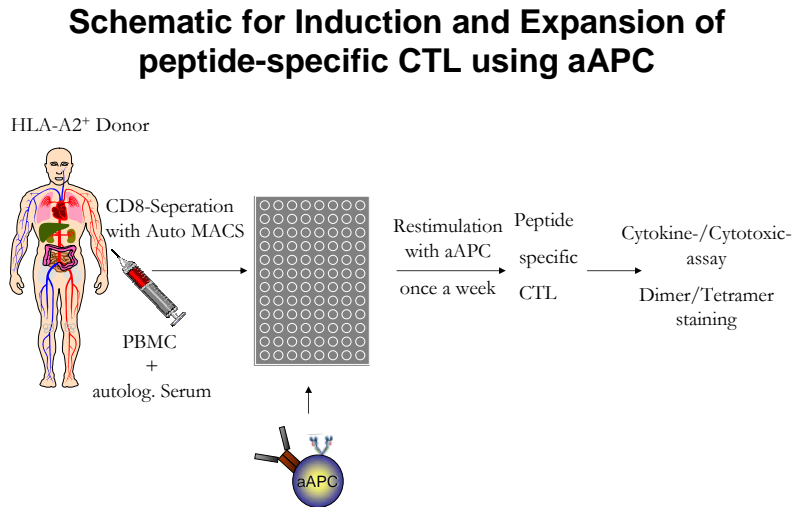 Schematic for Induction and Expansion of
peptide-specific CTL using aAPC
HLA-A2⁺ Donor
CD8-Seperation
with Auto MACS
PBMC
+
autolog. Serum
aAPC
Restimulation
with aAPC
once a week
Peptide
specific
CTL
Cytokine-/Cytotoxic-
assay
Dimer/Tetramer
staining